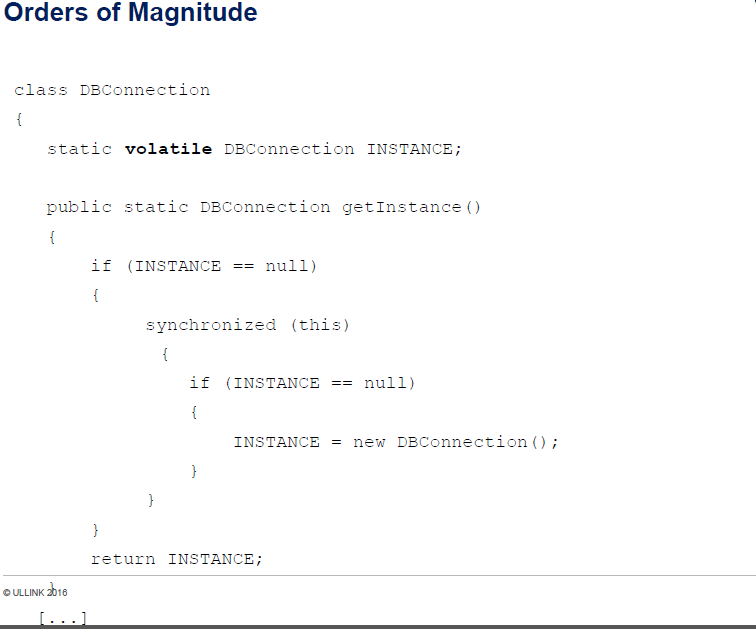 Orders of Magnitude
class DBConnection
{
static volatile DBConnection INSTANCE;
public static DBConnection getInstance()
{
if (INSTANCE == null)
{
synchronized (this)
{
if (INSTANCE == null)
{
INSTANCE = new DBConnection();
}
}
}
return INSTANCE;
}
© ULLINK 2016
[...]